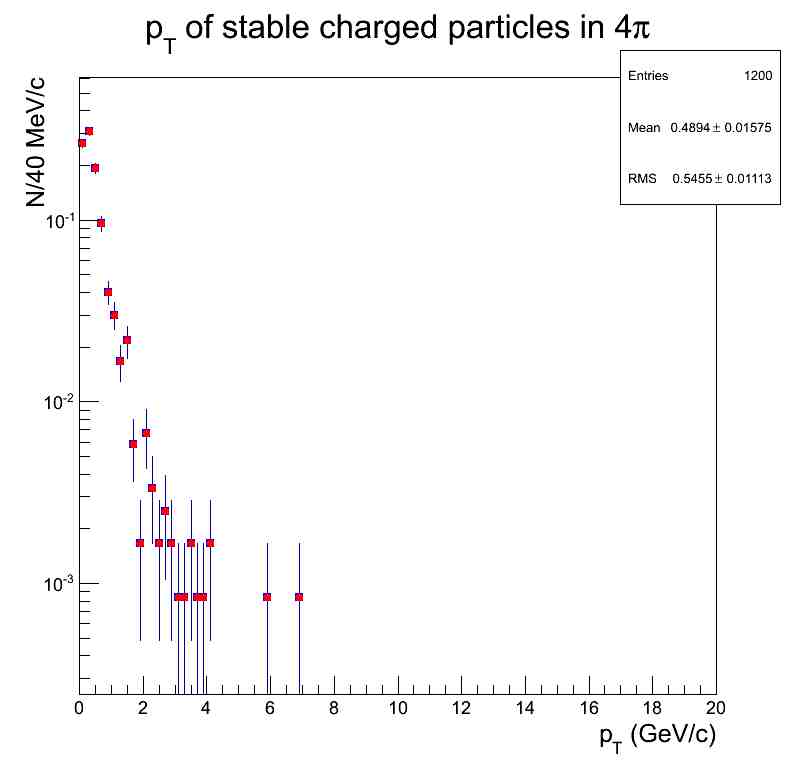 pT of stable charged particles in 4π
Entries 1200
Mean 0.4894 ± 0.01575
RMS 0.5455 ± 0.01113
N/40 MeV/c
10-1
10-2
10-3
0 2 4 6 8 10 12 14 16 18 20
pT (GeV/c)